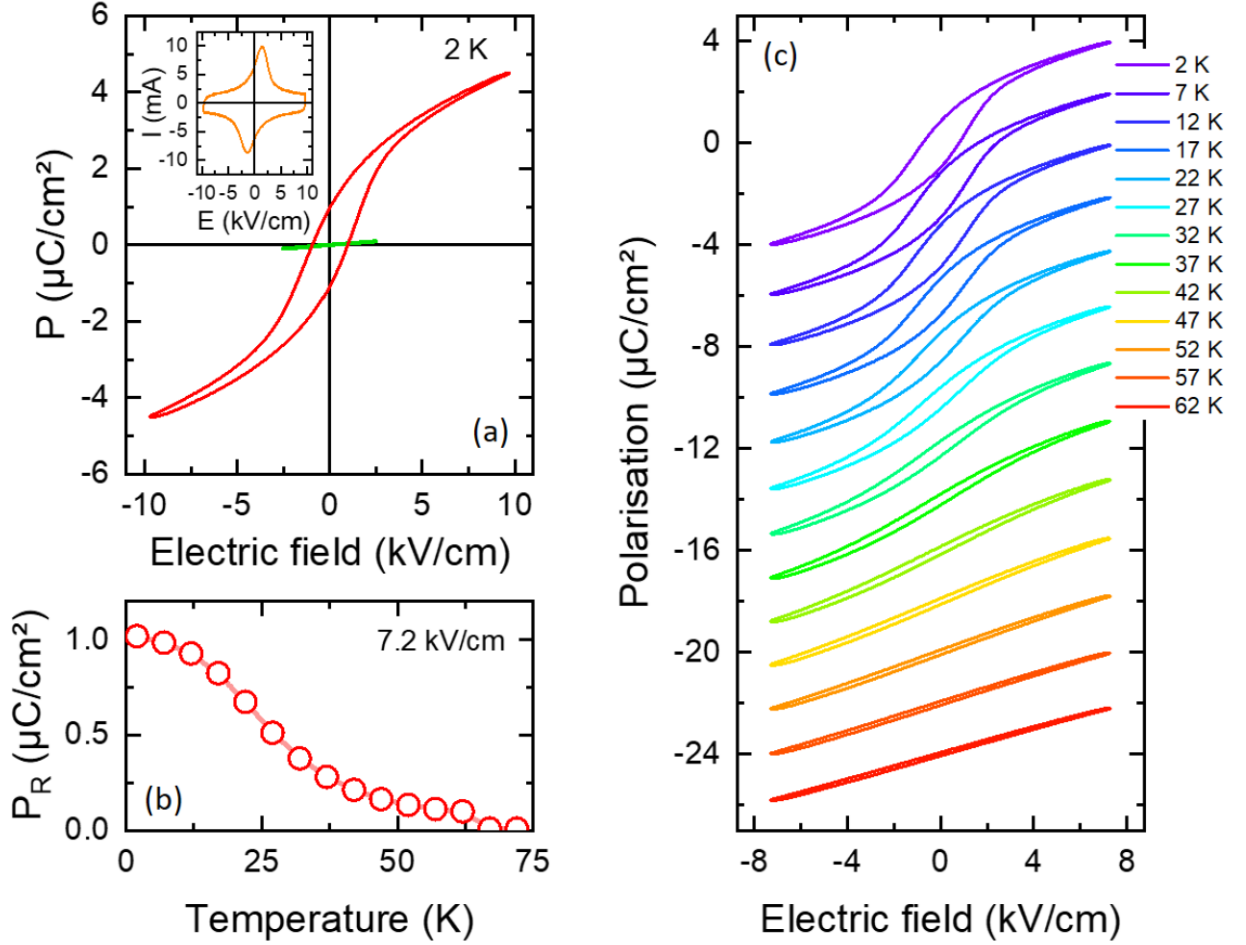 2 K
(a)
10
5
0
-5
-10
I (mA)
-10 -5 0 5 10
E (kV/cm)
6
4
2
0
-2
-4
-6
P (µC/cm²)
-10 -5 0 5 10
Electric field (kV/cm)
7.2 kV/cm
(b)
1.0
0.5
0.0
P_R (µC/cm²)
0 25 50 75
Temperature (K)
(c)
4
0
-4
-8
-12
-16
-20
-24
Polarisation (µC/cm²)
-8 -4 0 4 8
Electric field (kV/cm)
2 K
7 K
12 K
17 K
22 K
27 K
32 K
37 K
42 K
47 K
52 K
57 K
62 K